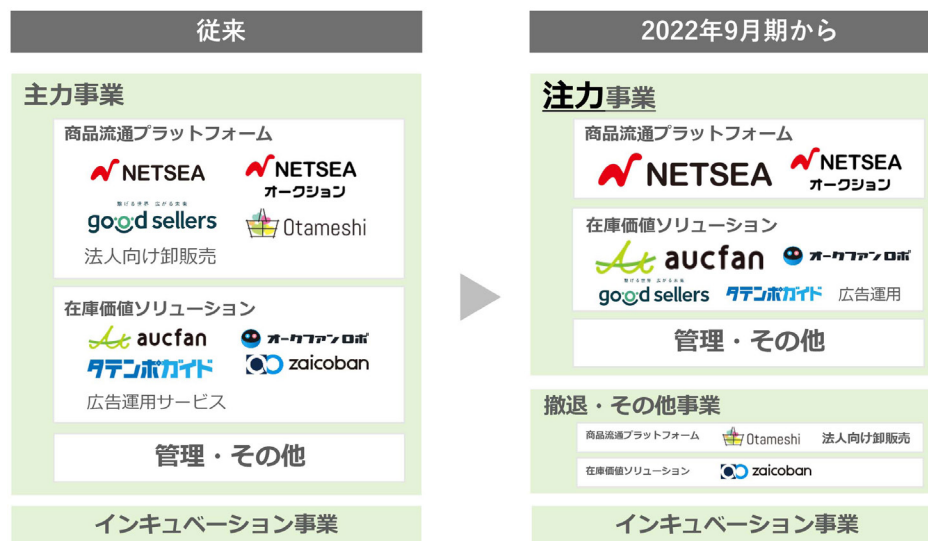 従来
主力事業
商品流通プラットフォーム
NETSEA
NETSEA
オークション
繋げる世界 広がる未来
good sellers
Otameshi
法人向け卸販売
在庫価値ソリューション
aucfan
オークファンロボ
タテンポガイド
zaicoban
広告運用サービス
管理・その他
インキュベーション事業
2022年9月期から
注力事業
商品流通プラットフォーム
NETSEA
NETSEA
オークション
在庫価値ソリューション
aucfan
オークファンロボ
繋げる世界 広がる未来
good sellers
タテンポガイド
広告運用
管理・その他
撤退・その他事業
商品流通プラットフォーム
Otameshi
法人向け卸販売
在庫価値ソリューション
zaicoban
インキュベーション事業